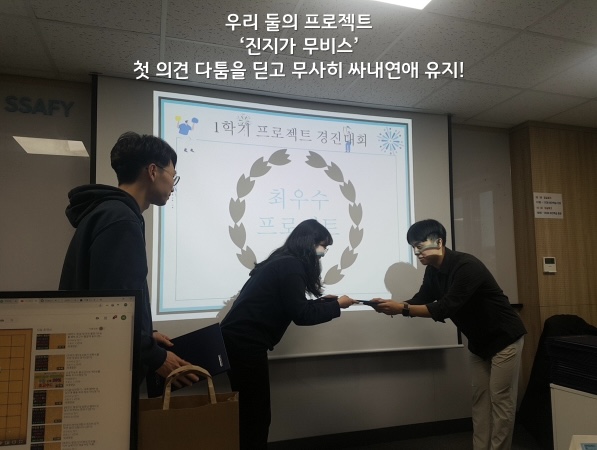 우리 둘의 프로젝트
‘진지가 무비스’
첫 의견 다툼을 딛고 무사히 싸내연애 유지!
SSAFY
1학기 프로젝트 경진대회
최우수
프로젝트